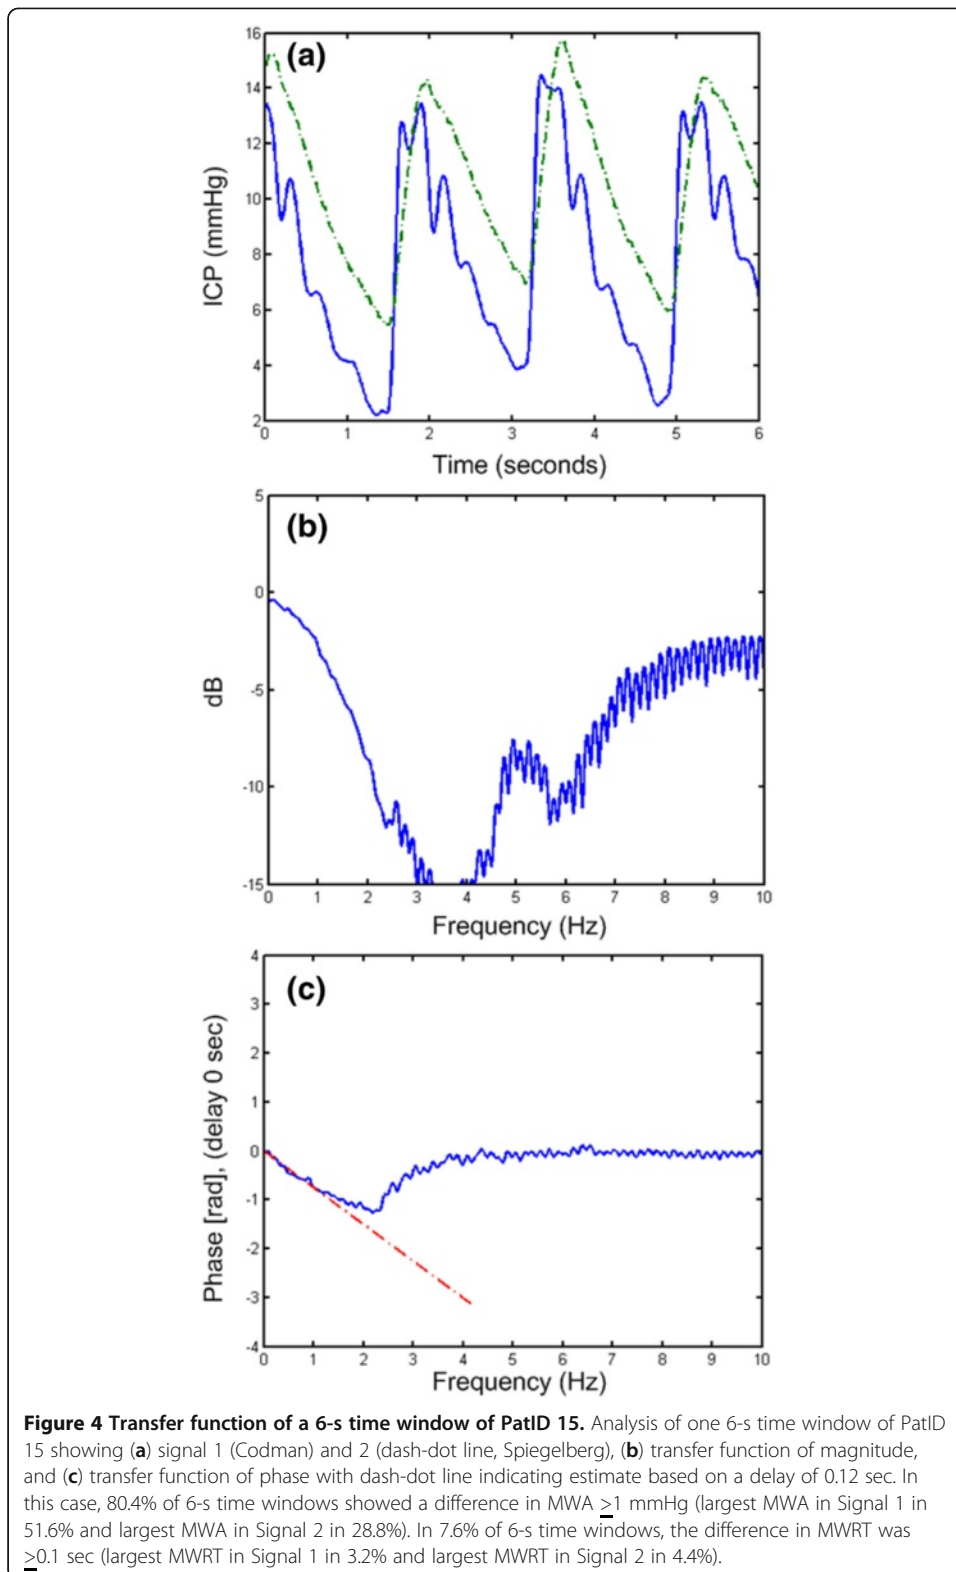 (a)
16
14
12
10
8
6
4
2
ICP (mmHg)
0 1 2 3 4 5 6
Time (seconds)
(b)
5
0
-5
-10
-15
dB
0 1 2 3 4 5 6 7 8 9 10
Frequency (Hz)
(c)
4
3
2
1
0
-1
-2
-3
-4
Phase [rad], (delay 0 sec)
0 1 2 3 4 5 6 7 8 9 10
Frequency (Hz)
Figure 4 Transfer function of a 6-s time window of PatID 15. Analysis of one 6-s time window of PatID
15 showing (a) signal 1 (Codman) and 2 (dash-dot line, Spiegelberg), (b) transfer function of magnitude,
and (c) transfer function of phase with dash-dot line indicating estimate based on a delay of 0.12 sec. In
this case, 80.4% of 6-s time windows showed a difference in MWA >1 mmHg (largest MWA in Signal 1 in
51.6% and largest MWA in Signal 2 in 28.8%). In 7.6% of 6-s time windows, the difference in MWRT was
>0.1 sec (largest MWRT in Signal 1 in 3.2% and largest MWRT in Signal 2 in 4.4%).